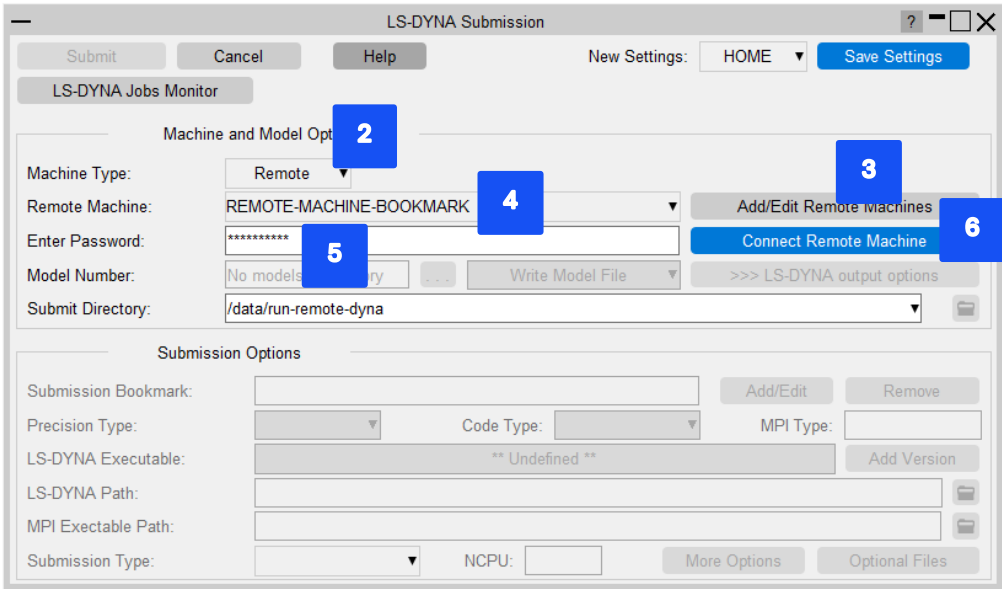 LS-DYNA Submission ?
Submit Cancel Help New Settings: HOME Save Settings
LS-DYNA Jobs Monitor
Machine and Model Opt 2
Machine Type: Remote 3
Remote Machine: REMOTE-MACHINE-BOOKMARK 4 Add/Edit Remote Machines
Enter Password: ********** 5 Connect Remote Machine 6
Model Number: No models ... Write Model File >>> LS-DYNA output options
Submit Directory: /data/run-remote-dyna
Submission Options
Submission Bookmark: Add/Edit Remove
Precision Type: Code Type: MPI Type:
LS-DYNA Executable: ** Undefined ** Add Version
LS-DYNA Path:
MPI Exectable Path:
Submission Type: NCPU: More Options Optional Files